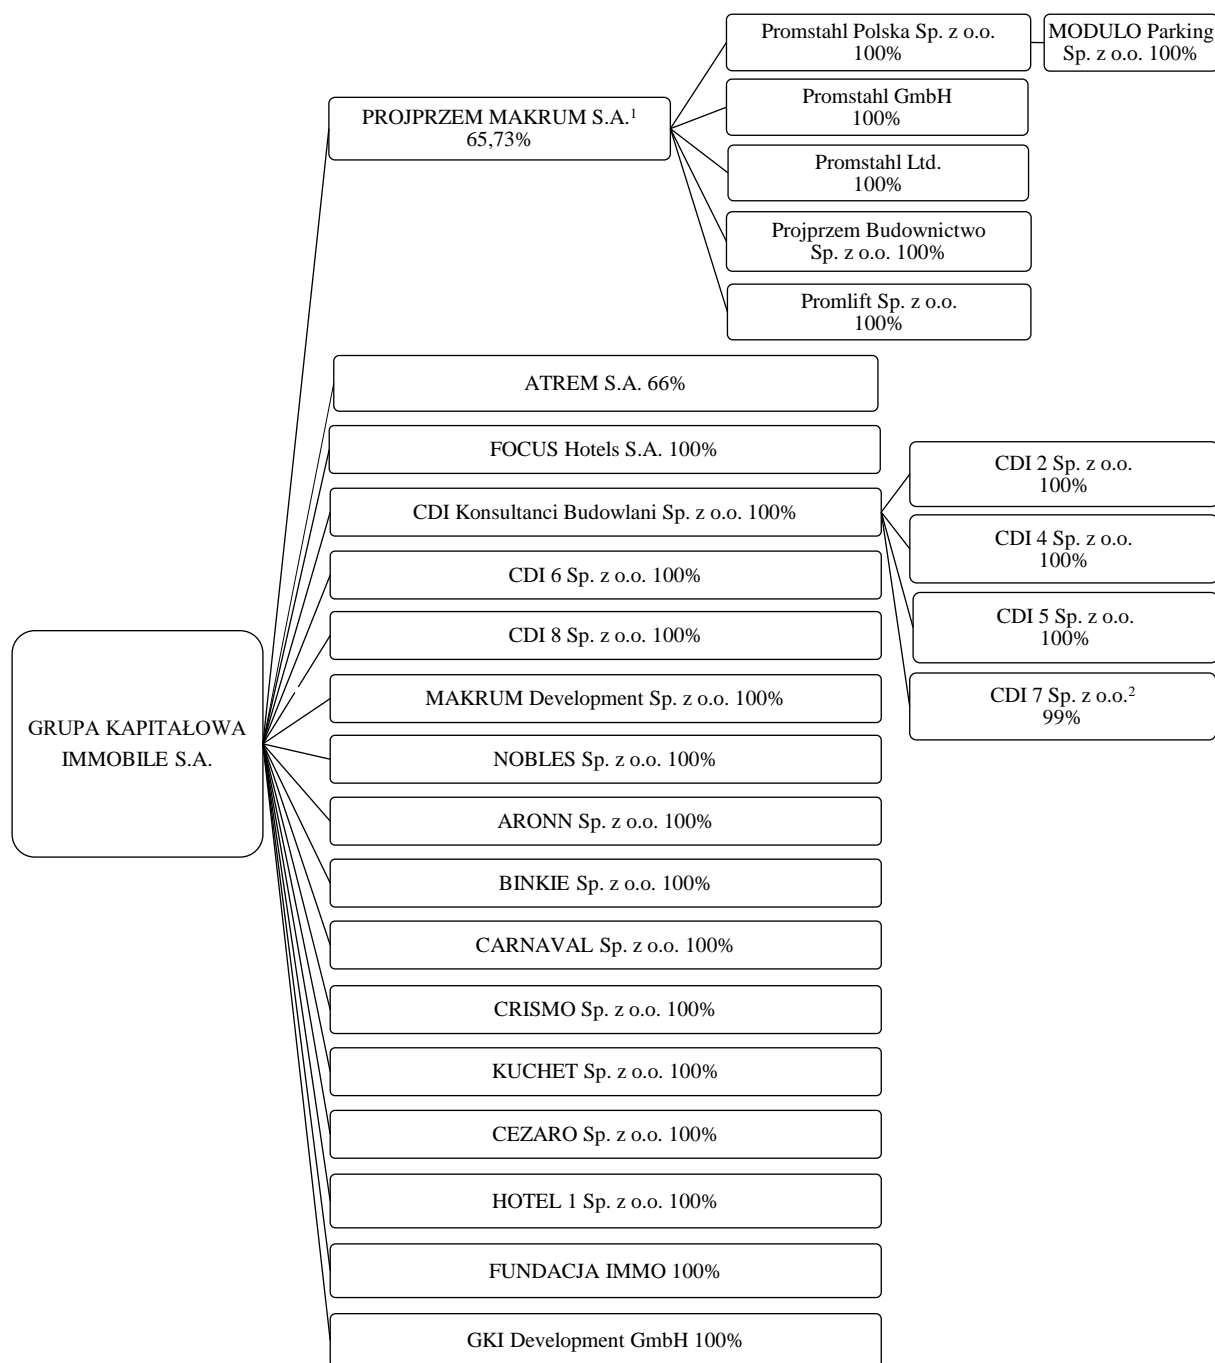 Promstahl Polska Sp. z o.o.
100%
MODULO Parking
Sp. z o.o. 100%
PROJPRZEM MAKRUM S.A.¹
65,73%
Promstahl GmbH
100%
Promstahl Ltd.
100%
Projprzem Budownictwo
Sp. z o.o. 100%
Promlift Sp. z o.o.
100%
ATREM S.A. 66%
FOCUS Hotels S.A. 100%
CDI Konsultanci Budowlani Sp. z o.o. 100%
CDI 2 Sp. z o.o.
100%
CDI 4 Sp. z o.o.
100%
CDI 5 Sp. z o.o.
100%
CDI 7 Sp. z o.o.²
99%
CDI 6 Sp. z o.o. 100%
CDI 8 Sp. z o.o. 100%
GRUPA KAPITAŁOWA
IMMOBILE S.A.
MAKRUM Development Sp. z o.o. 100%
NOBLES Sp. z o.o. 100%
ARONN Sp. z o.o. 100%
BINKIE Sp. z o.o. 100%
CARNAVAL Sp. z o.o. 100%
CRISMO Sp. z o.o. 100%
KUCHET Sp. z o.o. 100%
CEZARO Sp. z o.o. 100%
HOTEL 1 Sp. z o.o. 100%
FUNDACJA IMMO 100%
GKI Development GmbH 100%